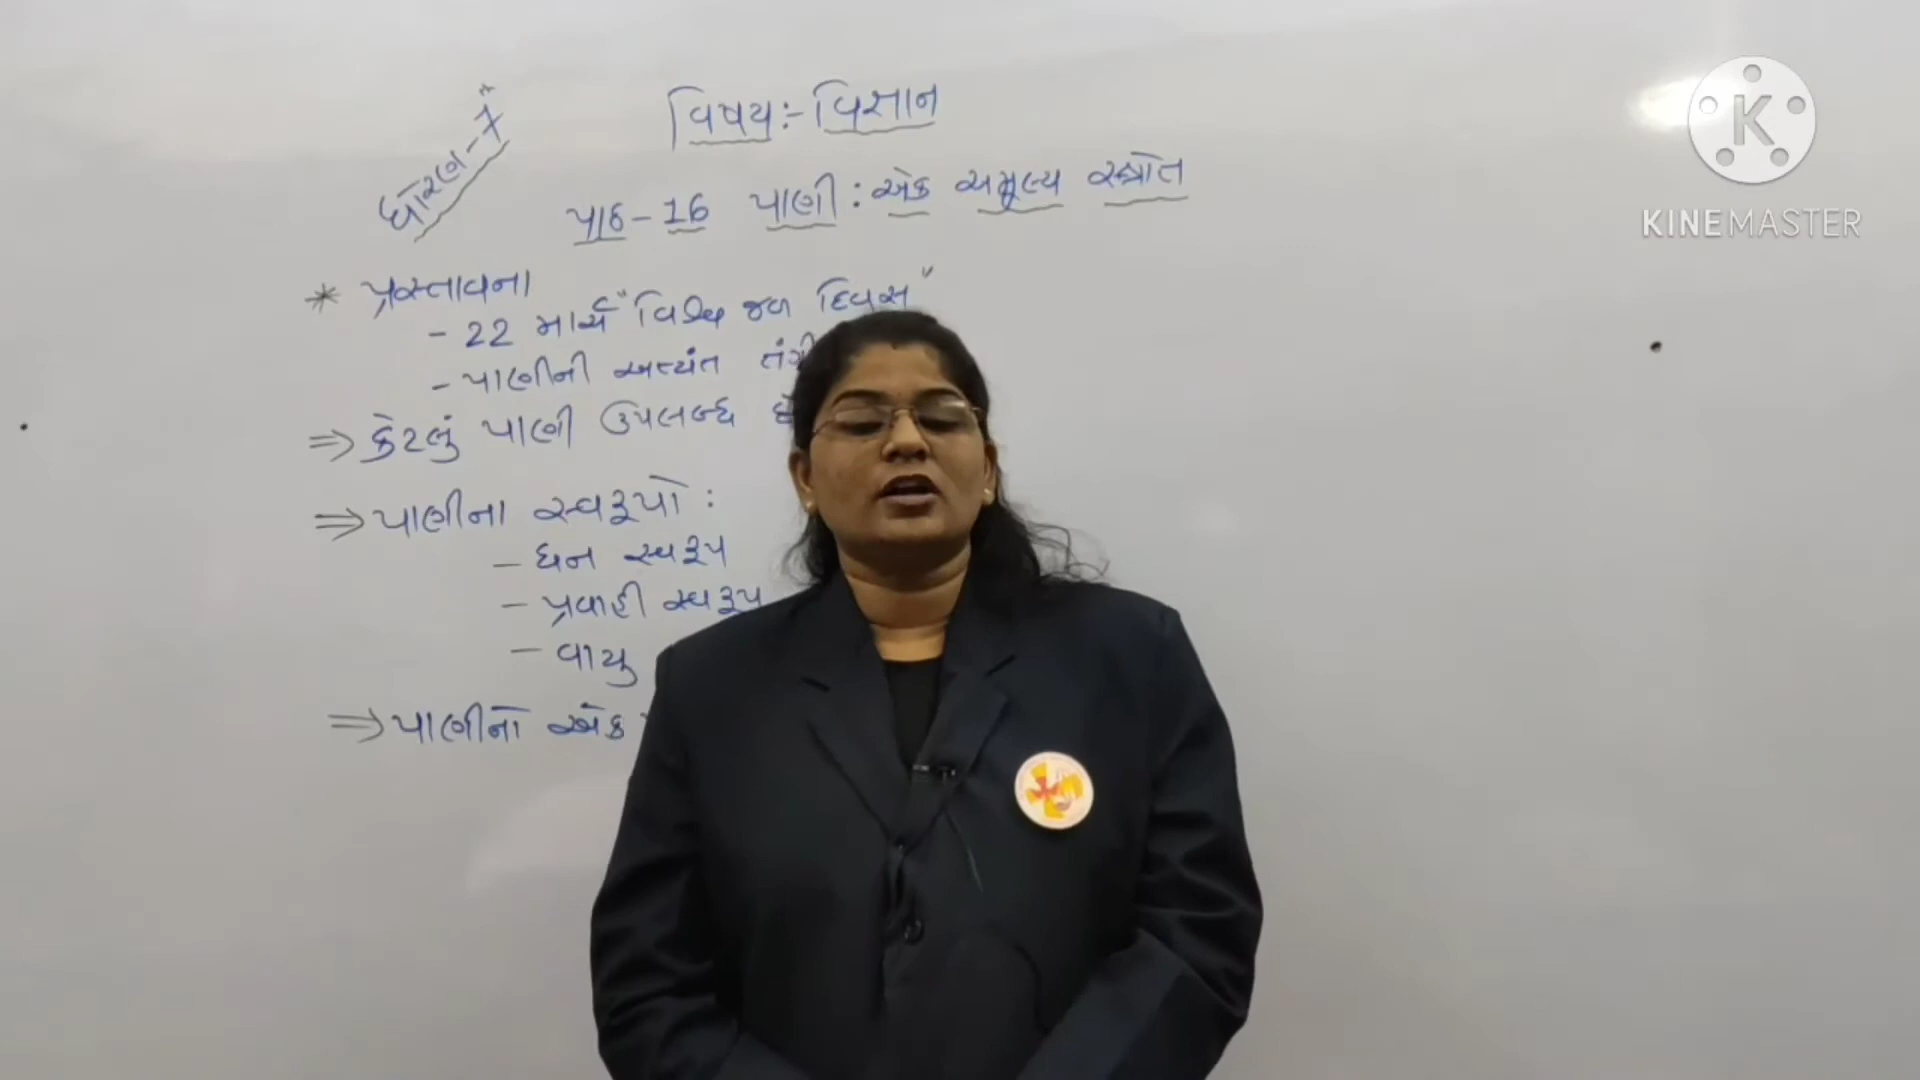 ધોરણ-7
વિષય:- વિજ્ઞાન
પાઠ-16 પાણી : એક અમૂલ્ય સ્ત્રોત
* પ્રસ્તાવના
- 22 માર્ચ "વિશ્વ જળ દિવસ"
- પાણીની અત્યંત
⇒ કેટલું પાણી ઉપલબ્ધ છે
⇒ પાણીના સ્વરૂપો :
- ઘન સ્વરૂપ
- પ્રવાહી સ્વરૂપ
- વાયુ
⇒ પાણીનો એક
K
KINEMASTER